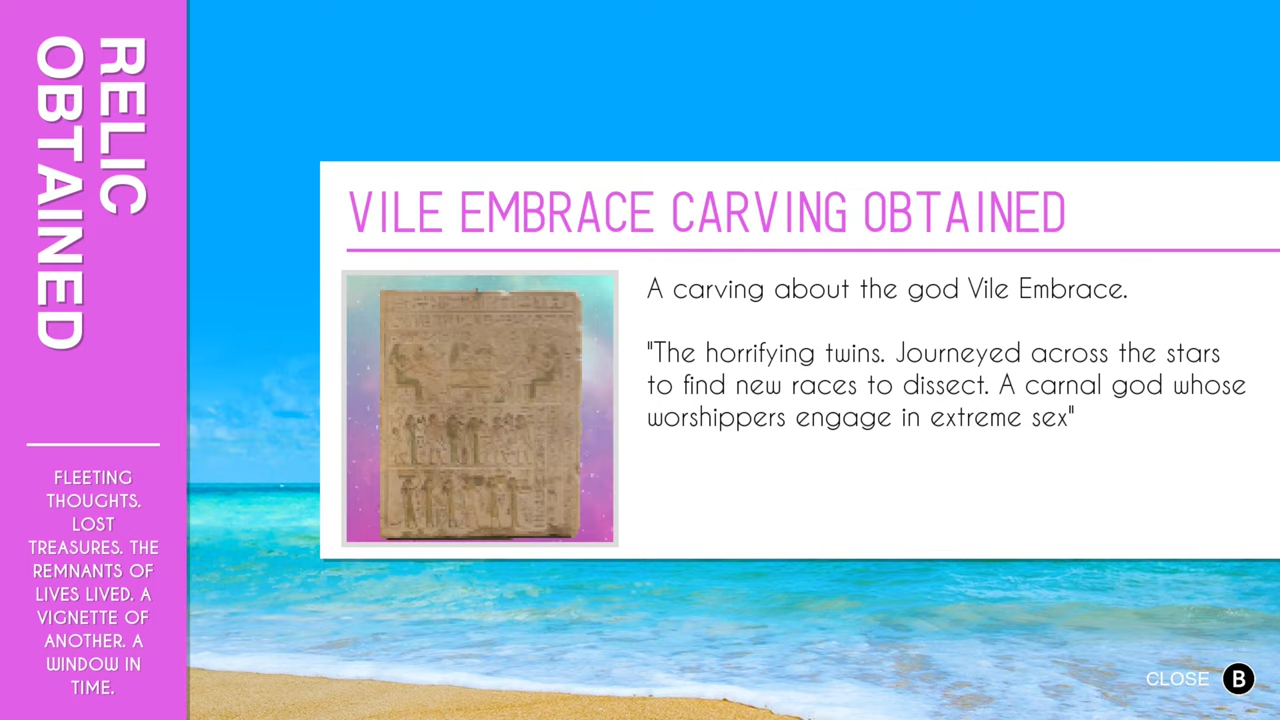 RELIC
OBTAINED
FLEETING
THOUGHTS.
LOST
TREASURES. THE
REMNANTS OF
LIVES LIVED. A
VIGNETTE OF
ANOTHER. A
WINDOW IN
TIME.
VILE EMBRACE CARVING OBTAINED
A carving about the god Vile Embrace.
"The horrifying twins. Journeyed across the stars
to find new races to dissect. A carnal god whose
worshippers engage in extreme sex"
CLOSE B